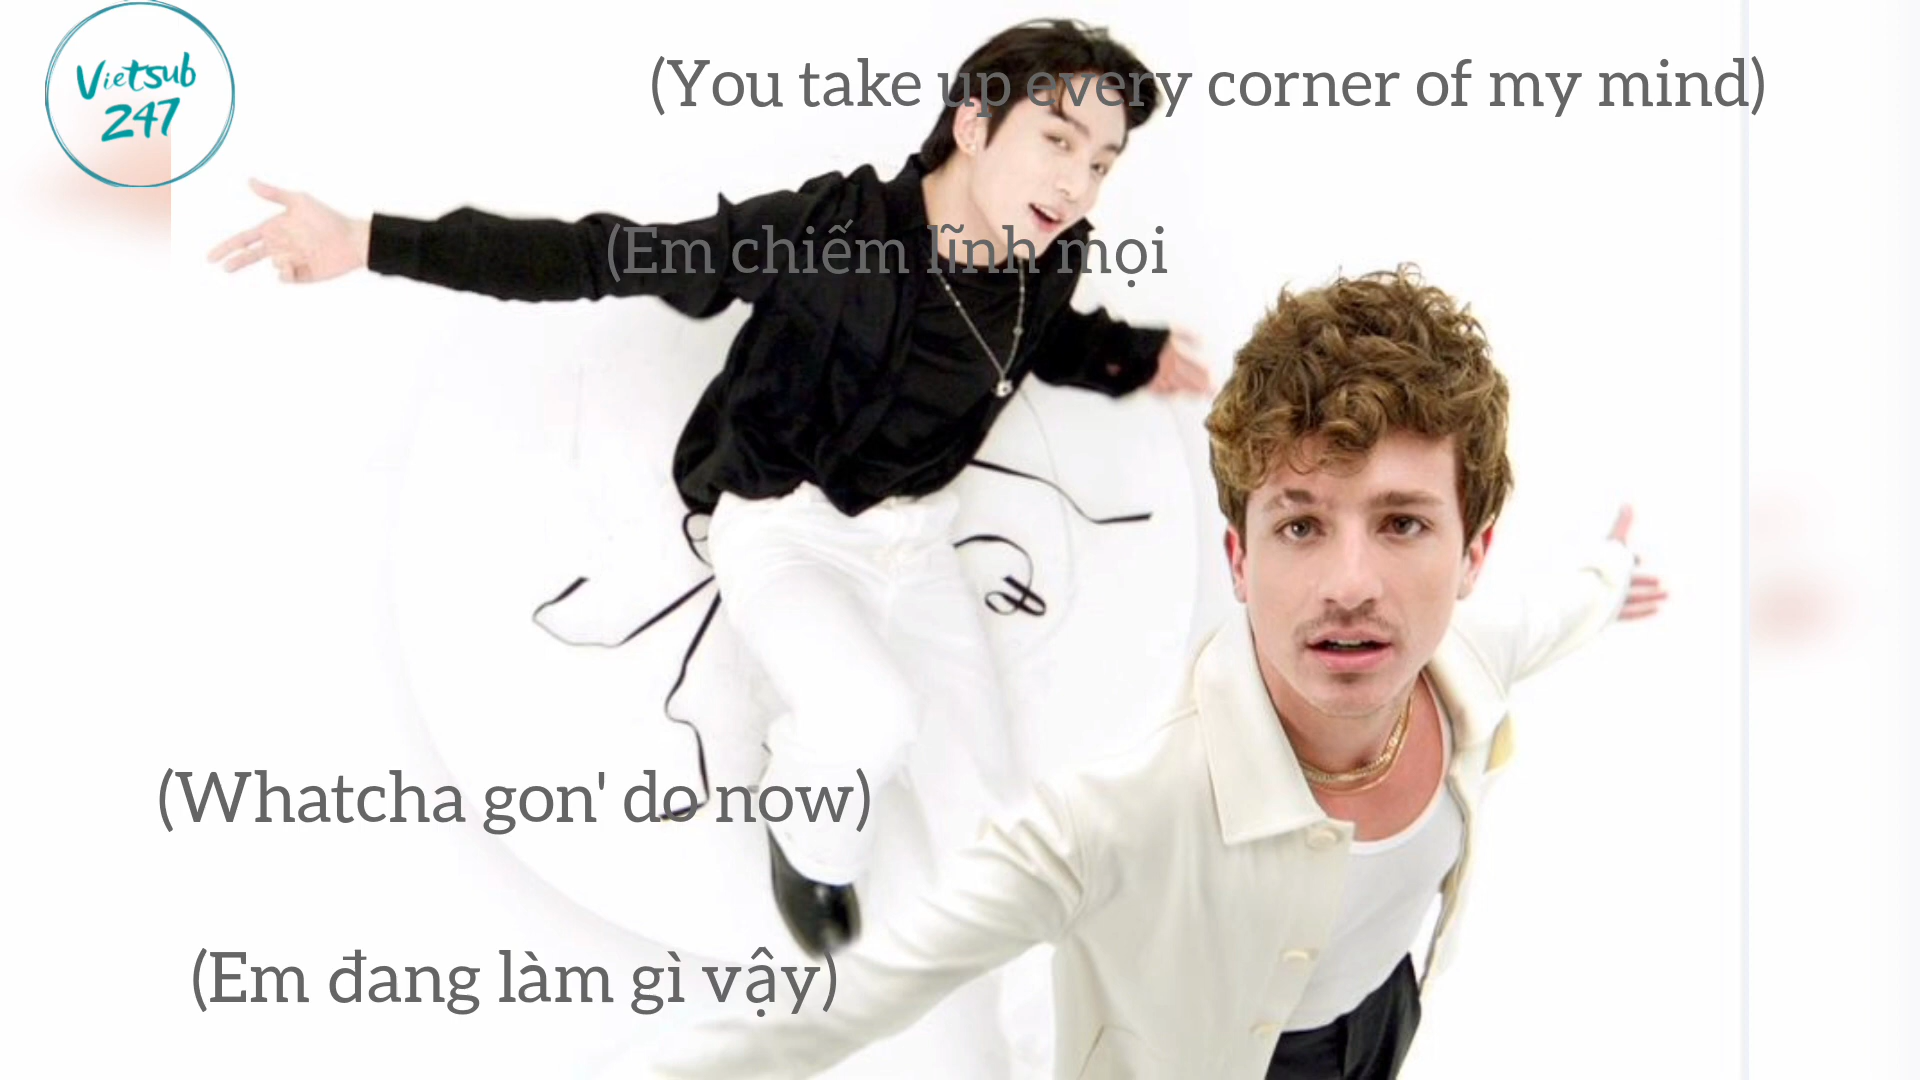 Vietsub
247
(You take up every corner of my mind)
(Em chiếm lĩnh mọi
(Whatcha gon' do now)
(Em đang làm gì vậy)